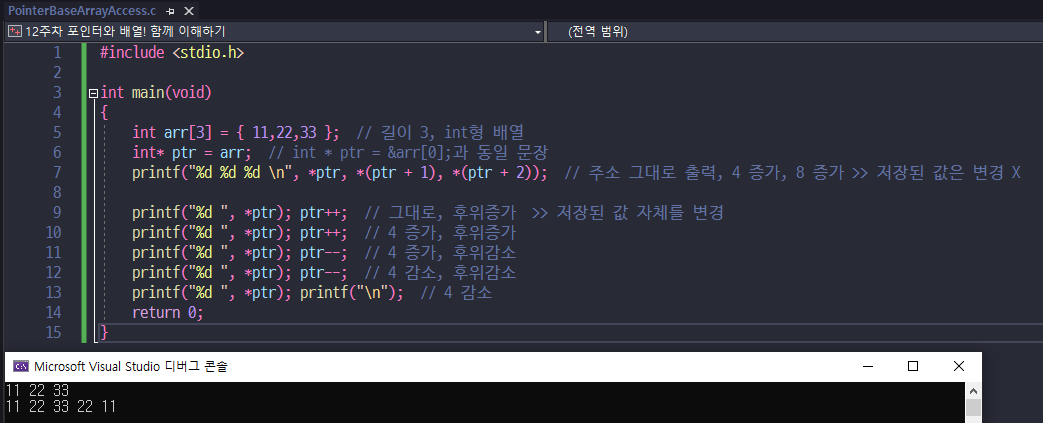 PointerBaseArrayAccess.c
12주차 포인터와 배열! 함께 이해하기 (전역 범위)
1 #include <stdio.h>
2
3 int main(void)
4 {
5 int arr[3] = { 11,22,33 }; // 길이 3, int형 배열
6 int* ptr = arr; // int * ptr = &arr[0];과 동일 문장
7 printf("%d %d %d \n", *ptr, *(ptr + 1), *(ptr + 2)); // 주소 그대로 출력, 4 증가, 8 증가 >> 저장된 값은 변경 X
8
9 printf("%d ", *ptr); ptr++; // 그대로, 후위증가 >> 저장된 값 자체를 변경
10 printf("%d ", *ptr); ptr++; // 4 증가, 후위증가
11 printf("%d ", *ptr); ptr--; // 4 증가, 후위감소
12 printf("%d ", *ptr); ptr--; // 4 감소, 후위감소
13 printf("%d ", *ptr); printf("\n"); // 4 감소
14 return 0;
15 }
Microsoft Visual Studio 디버그 콘솔
11 22 33
11 22 33 22 11